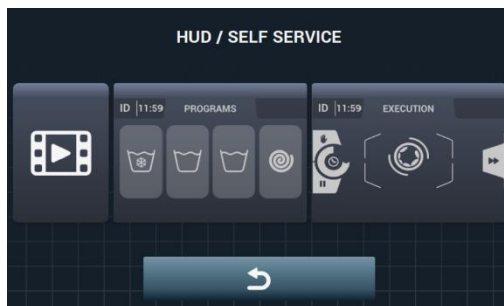 HUD / SELF SERVICE
ID 11:59 PROGRAMS
ID 11:59 EXECUTION